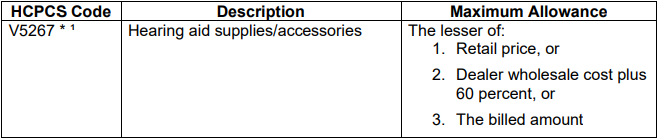 HCPCS Code Description Maximum Allowance
V5267 * ¹ Hearing aid supplies/accessories The lesser of:
1. Retail price, or
2. Dealer wholesale cost plus
60 percent, or
3. The billed amount